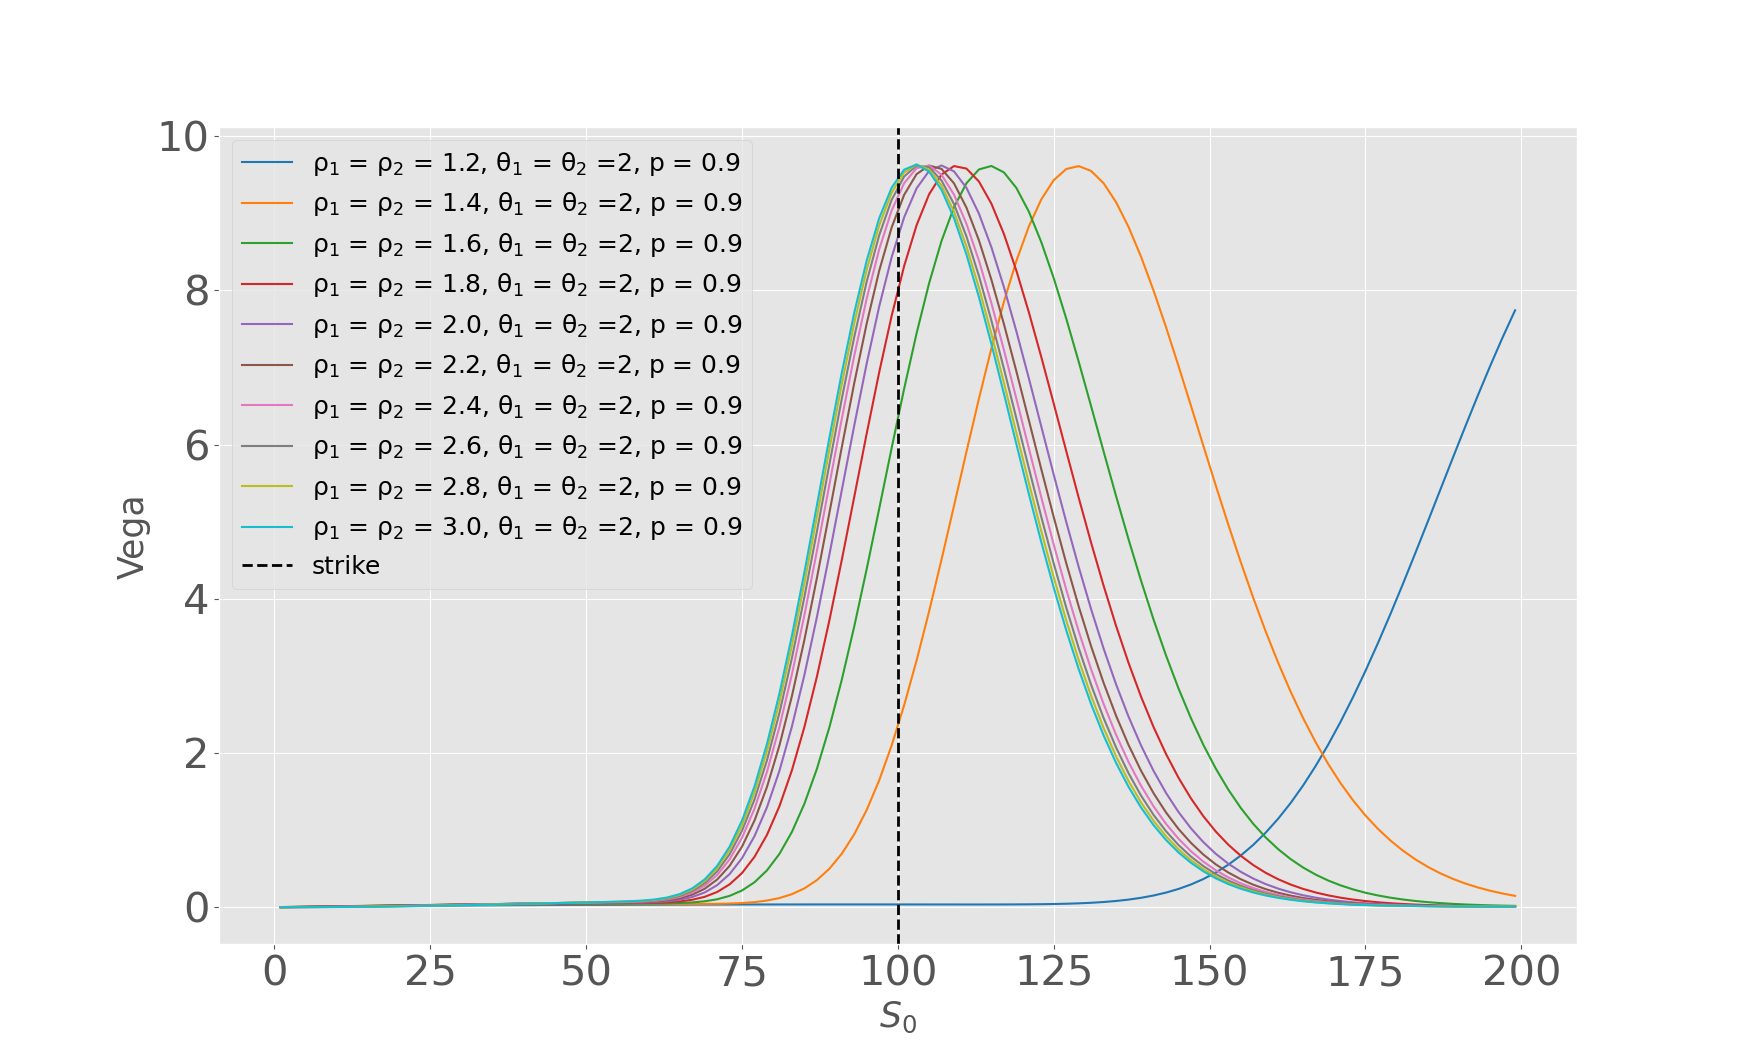 10
8
6
4
2
0
Vega
ρ₁ = ρ₂ = 1.2, θ₁ = θ₂ =2, p = 0.9
ρ₁ = ρ₂ = 1.4, θ₁ = θ₂ =2, p = 0.9
ρ₁ = ρ₂ = 1.6, θ₁ = θ₂ =2, p = 0.9
ρ₁ = ρ₂ = 1.8, θ₁ = θ₂ =2, p = 0.9
ρ₁ = ρ₂ = 2.0, θ₁ = θ₂ =2, p = 0.9
ρ₁ = ρ₂ = 2.2, θ₁ = θ₂ =2, p = 0.9
ρ₁ = ρ₂ = 2.4, θ₁ = θ₂ =2, p = 0.9
ρ₁ = ρ₂ = 2.6, θ₁ = θ₂ =2, p = 0.9
ρ₁ = ρ₂ = 2.8, θ₁ = θ₂ =2, p = 0.9
ρ₁ = ρ₂ = 3.0, θ₁ = θ₂ =2, p = 0.9
strike
0 25 50 75 100 125 150 175 200
S₀